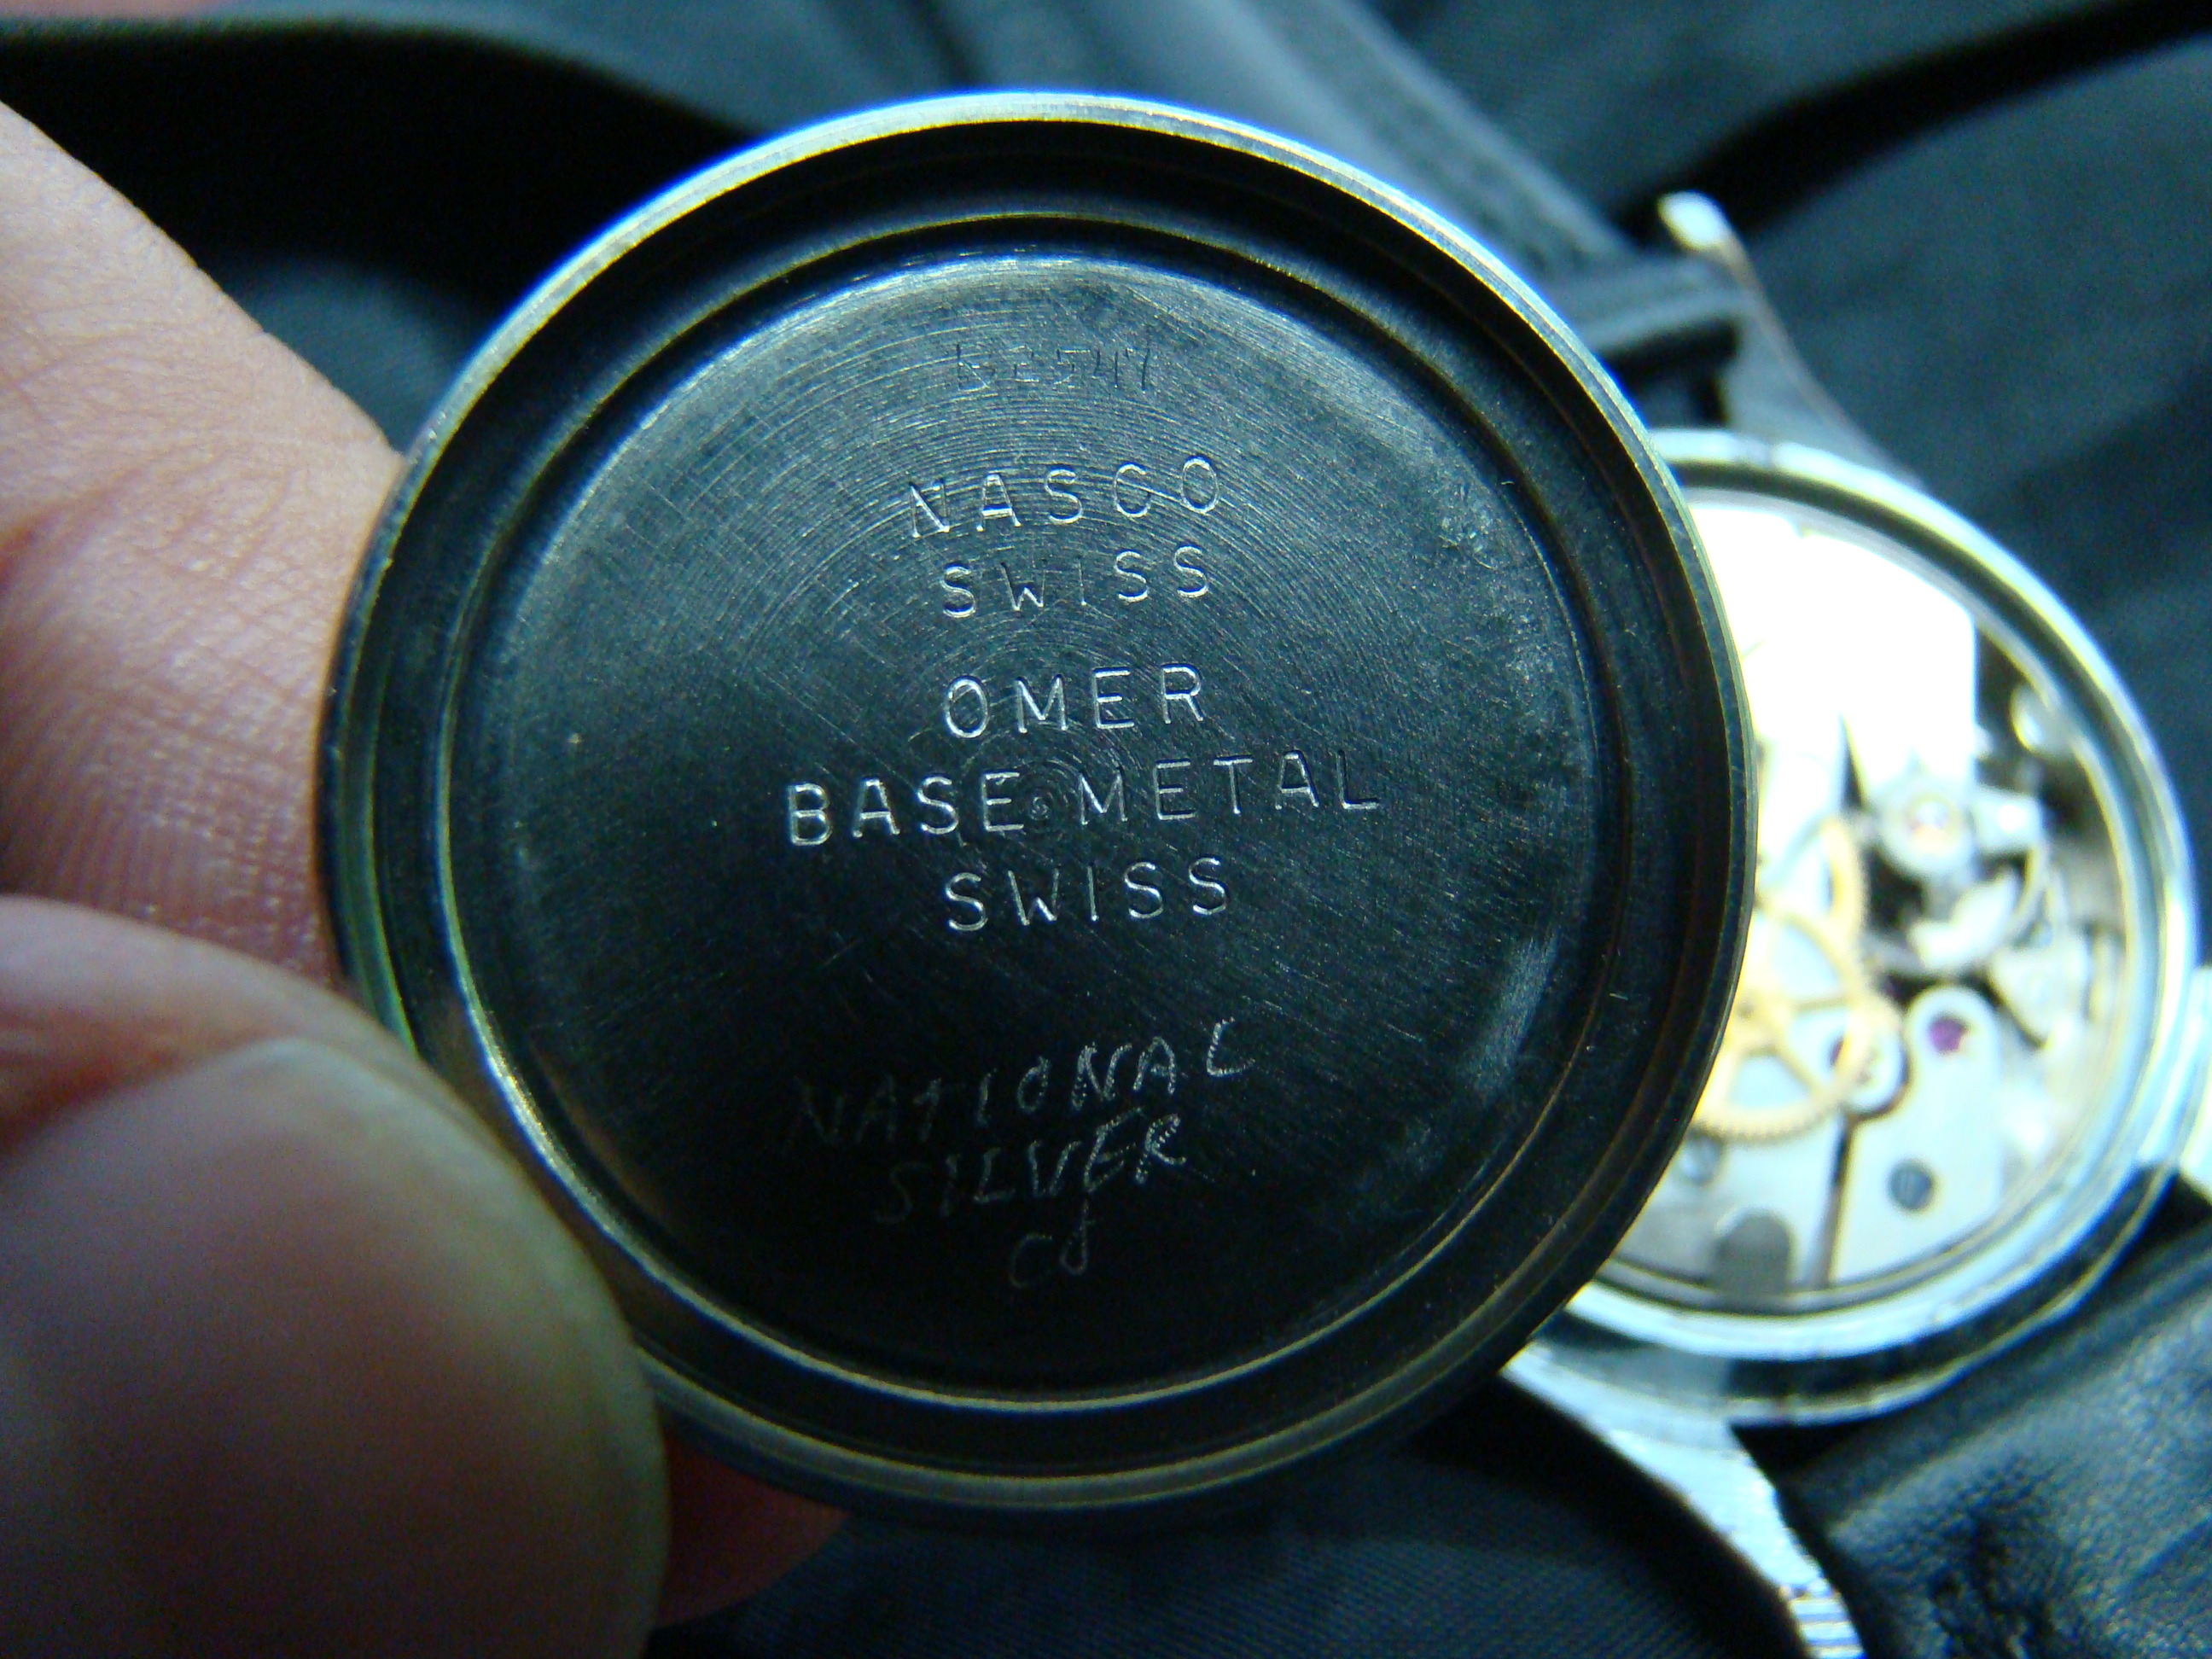 NASCO
SWISS
OMER
BASE METAL
SWISS
NATIONAL
SILVER
CO